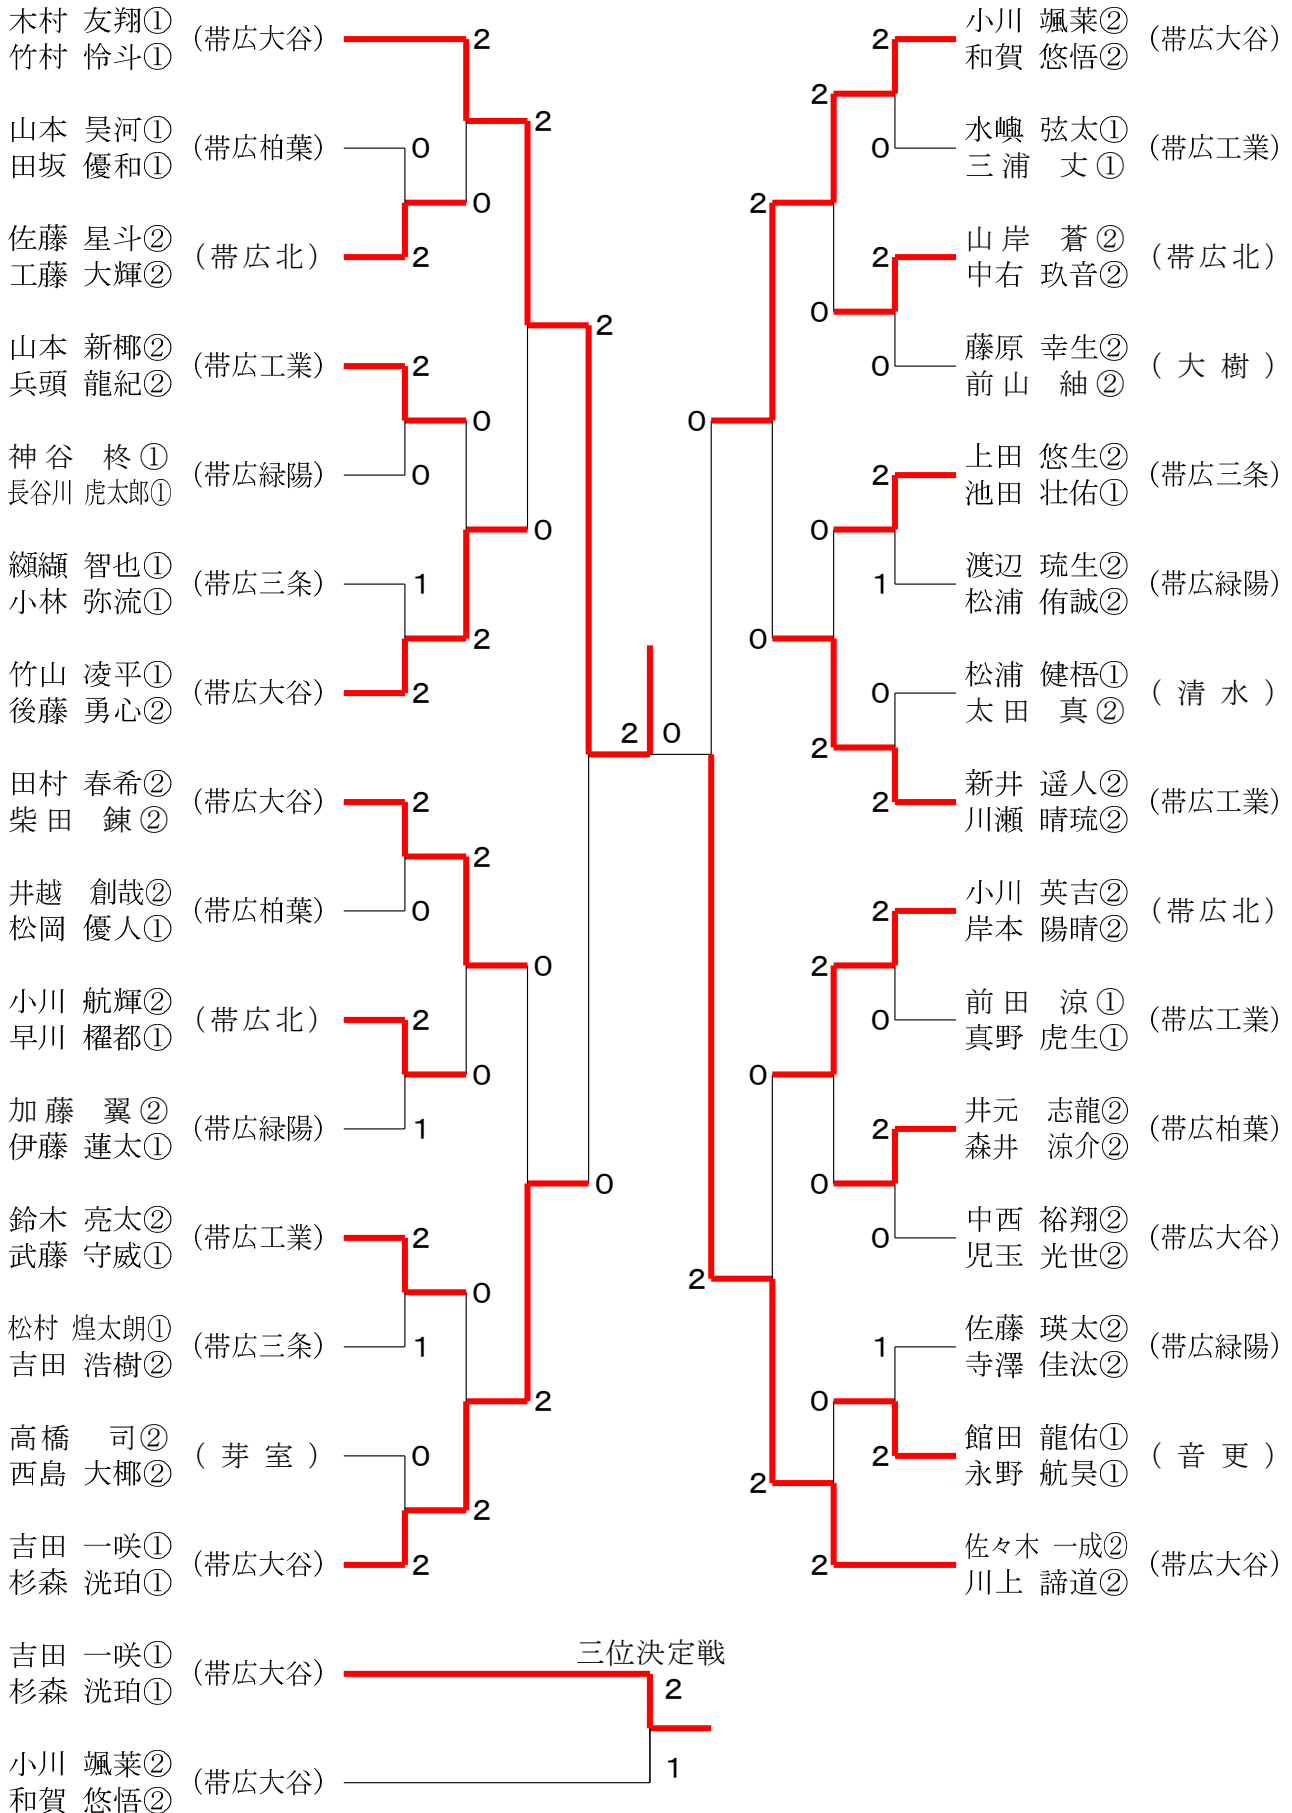 木村 友翔①
竹村 怜斗①
(帯広大谷)
2
2
山本 昊河①
田坂 優和①
(帯広柏葉)
0
0
佐藤 星斗②
工藤 大輝②
(帯広北)
2
2
山本 新椰②
兵頭 龍紀②
(帯広工業)
2
0
神谷 柊①
長谷川 虎太郎①
(帯広緑陽)
0
0
纐纈 智也①
小林 弥流①
(帯広三条)
1
2
竹山 凌平①
後藤 勇心②
(帯広大谷)
2
2 0
田村 春希②
柴田 錬②
(帯広大谷)
2
2
井越 創哉②
松岡 優人①
(帯広柏葉)
0
0
小川 航輝②
早川 櫂都①
(帯広北)
2
0
加藤 翼②
伊藤 蓮太①
(帯広緑陽)
1
0
鈴木 亮太②
武藤 守威①
(帯広工業)
2
0
松村 煌太朗①
吉田 浩樹②
(帯広三条)
1
2
高橋 司②
西島 大椰②
(芽室)
0
2
吉田 一咲①
杉森 洸珀①
(帯広大谷)
2
小川 颯莱②
和賀 悠悟②
(帯広大谷)
2
2
水嶼 弦太①
三浦 丈①
(帯広工業)
0
2
山岸 蒼②
中右 玖音②
(帯広北)
2
0
藤原 幸生②
前山 紬②
(大樹)
0
0
上田 悠生②
池田 壮佑①
(帯広三条)
2
0
渡辺 琉生②
松浦 侑誠②
(帯広緑陽)
1
0
松浦 健梧①
太田 真②
(清水)
0
2
新井 遥人②
川瀬 晴琉②
(帯広工業)
2
小川 英吉②
岸本 陽晴②
(帯広北)
2
2
前田 涼①
真野 虎生①
(帯広工業)
0
0
井元 志龍②
森井 涼介②
(帯広柏葉)
2
0
中西 裕翔②
児玉 光世②
(帯広大谷)
0
2
佐藤 瑛太②
寺澤 佳汰②
(帯広緑陽)
1
0
館田 龍佑①
永野 航昊①
(音更)
2
2
佐々木 一成②
川上 諦道②
(帯広大谷)
2
三位決定戦
吉田 一咲①
杉森 洸珀①
(帯広大谷)
2
小川 颯莱②
和賀 悠悟②
(帯広大谷)
1